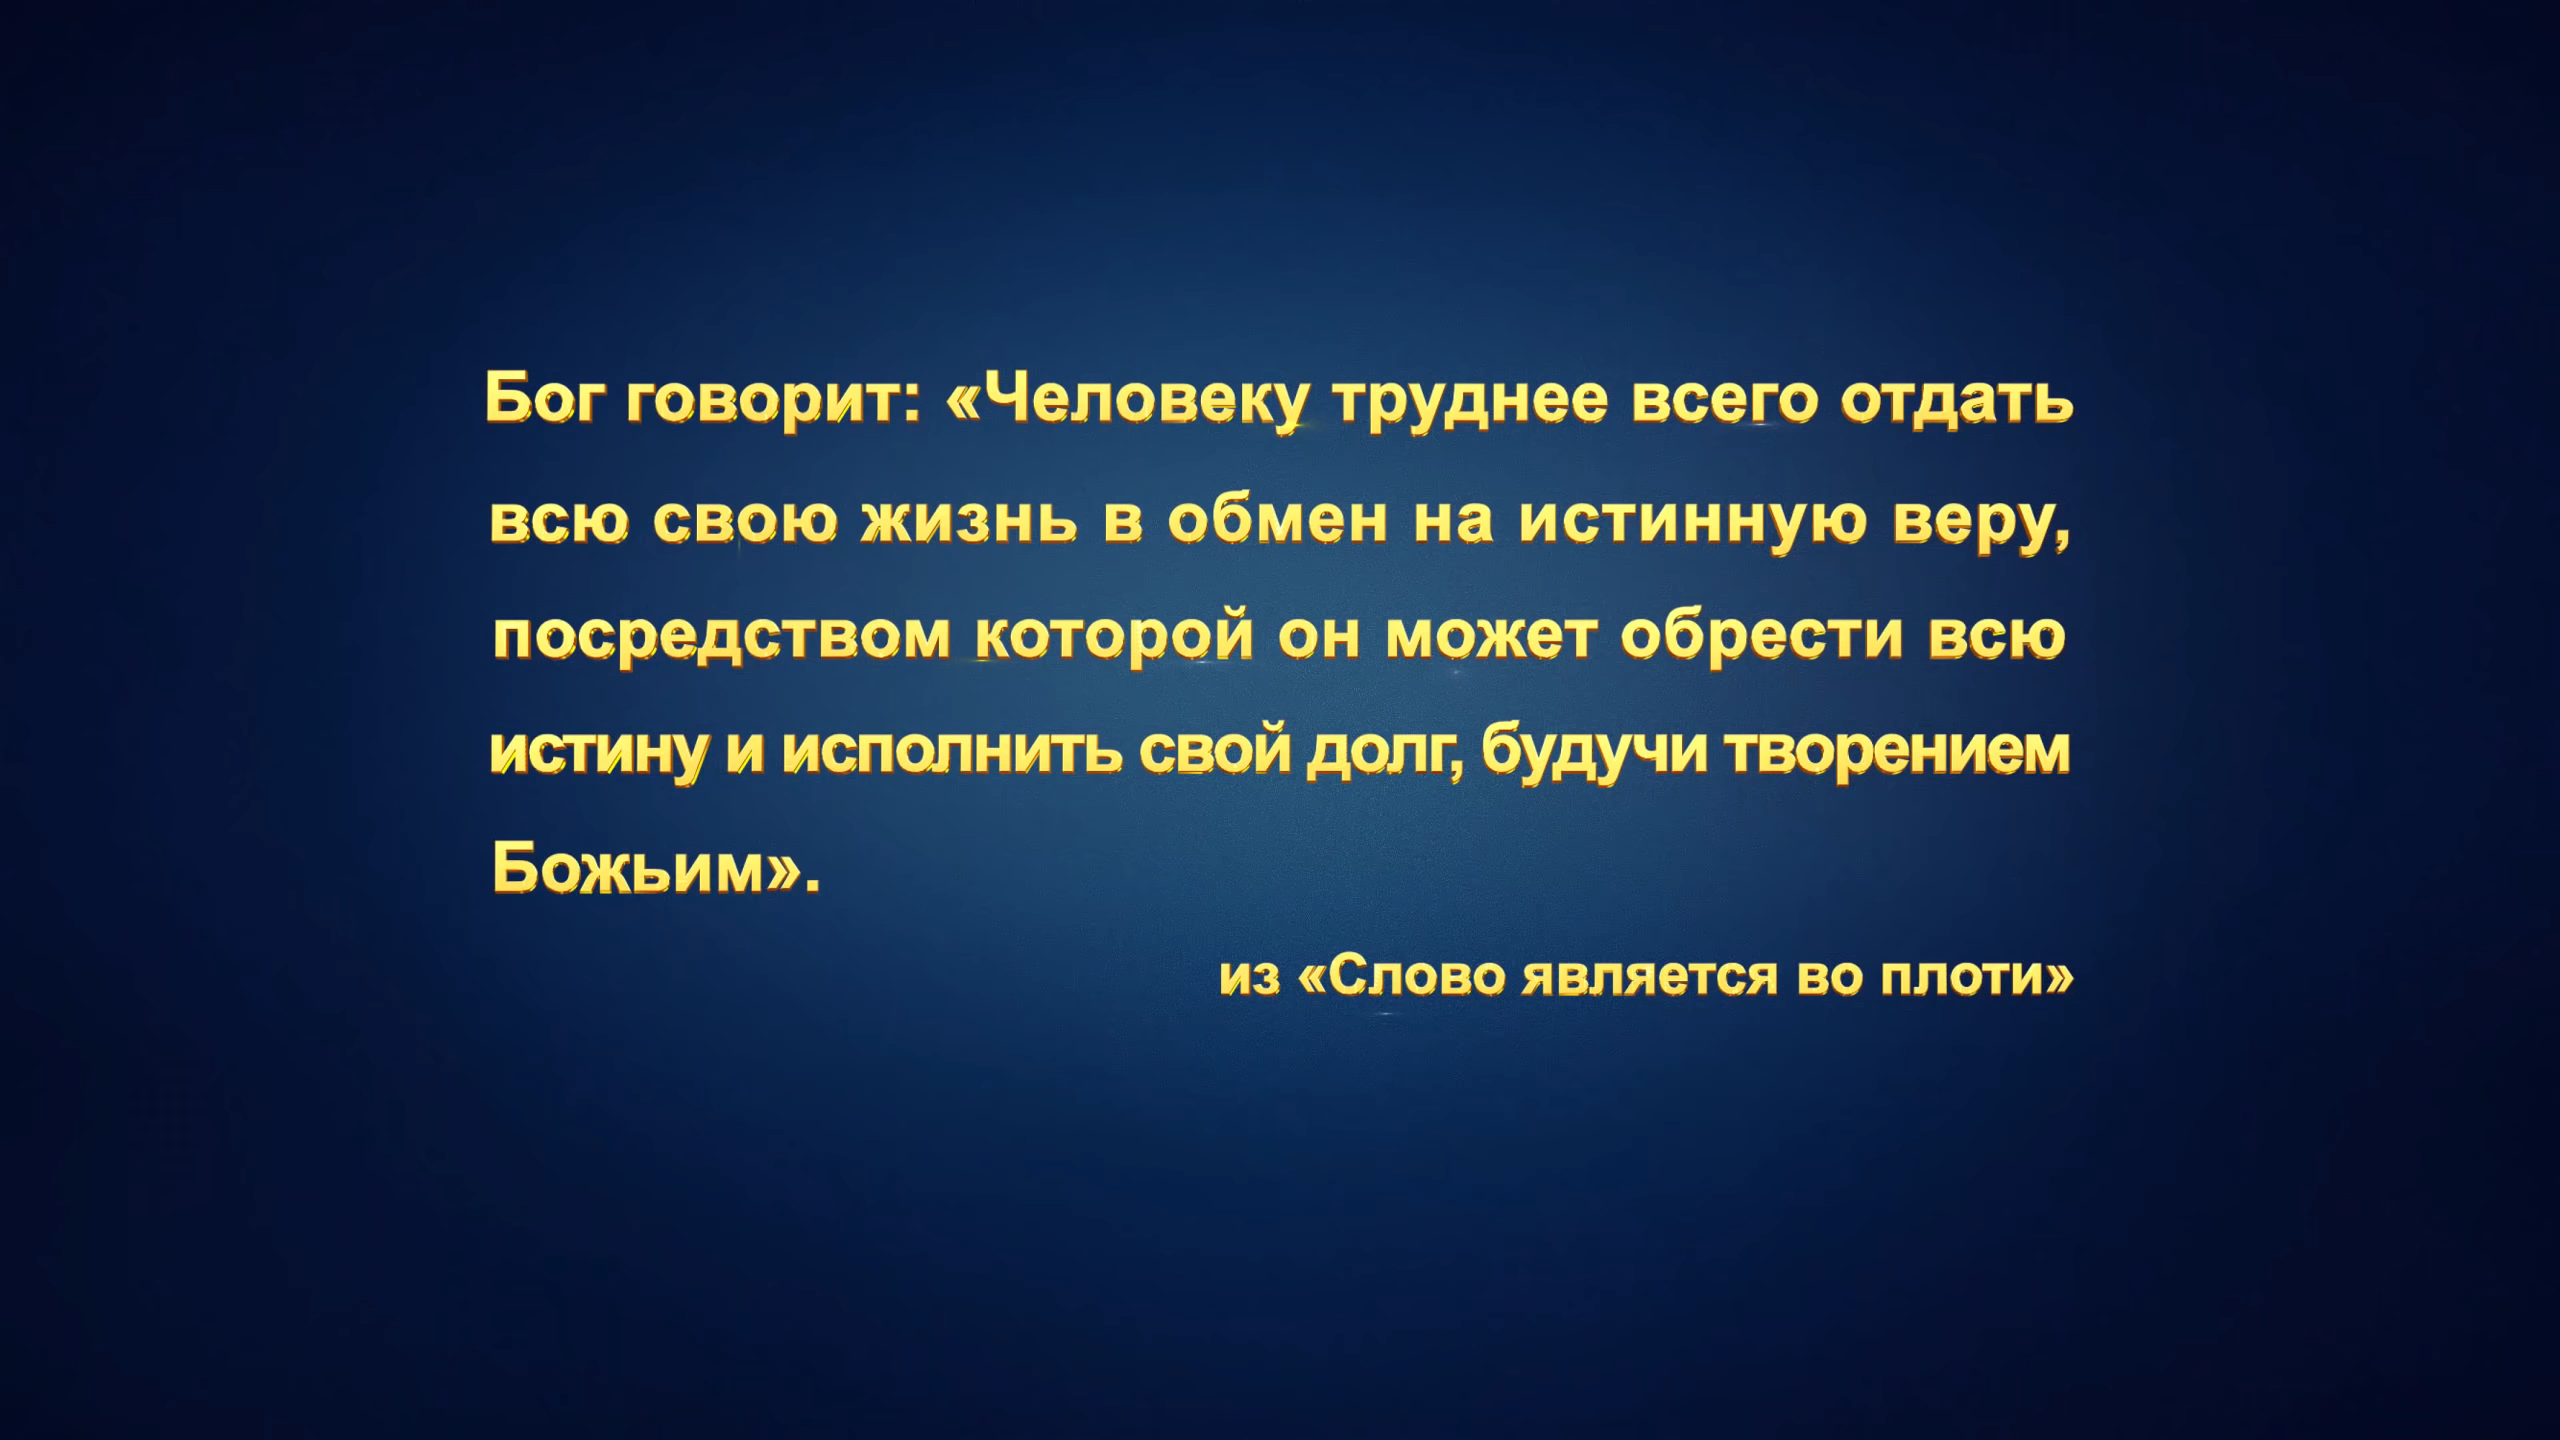 Бог говорит: «Человеку труднее всего отдать
всю свою жизнь в обмен на истинную веру,
посредством которой он может обрести всю
истину и исполнить свой долг, будучи творением
Божьим».
из «Слово является во плоти»